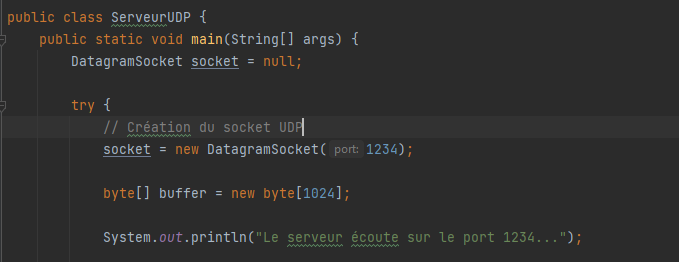 public class ServeurUDP {
public static void main(String[] args) {
DatagramSocket socket = null;
try {
// Création du socket UDP
socket = new DatagramSocket( port: 1234);
byte[] buffer = new byte[1024];
System.out.println("Le serveur écoute sur le port 1234...");